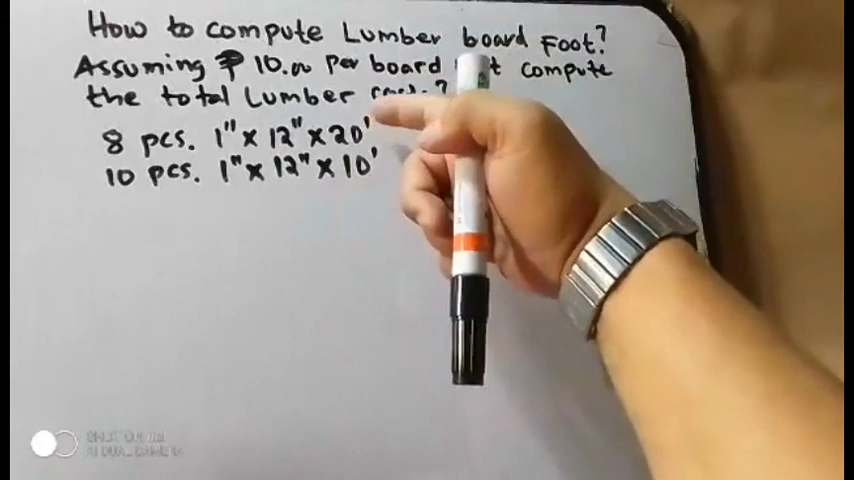 How to compute Lumber board Foot?
Assuming ₱ 10.00 per board compute
the total Lumber
8 pcs. 1" x 12" x 20'
10 pcs. 1" x 12" x 10'